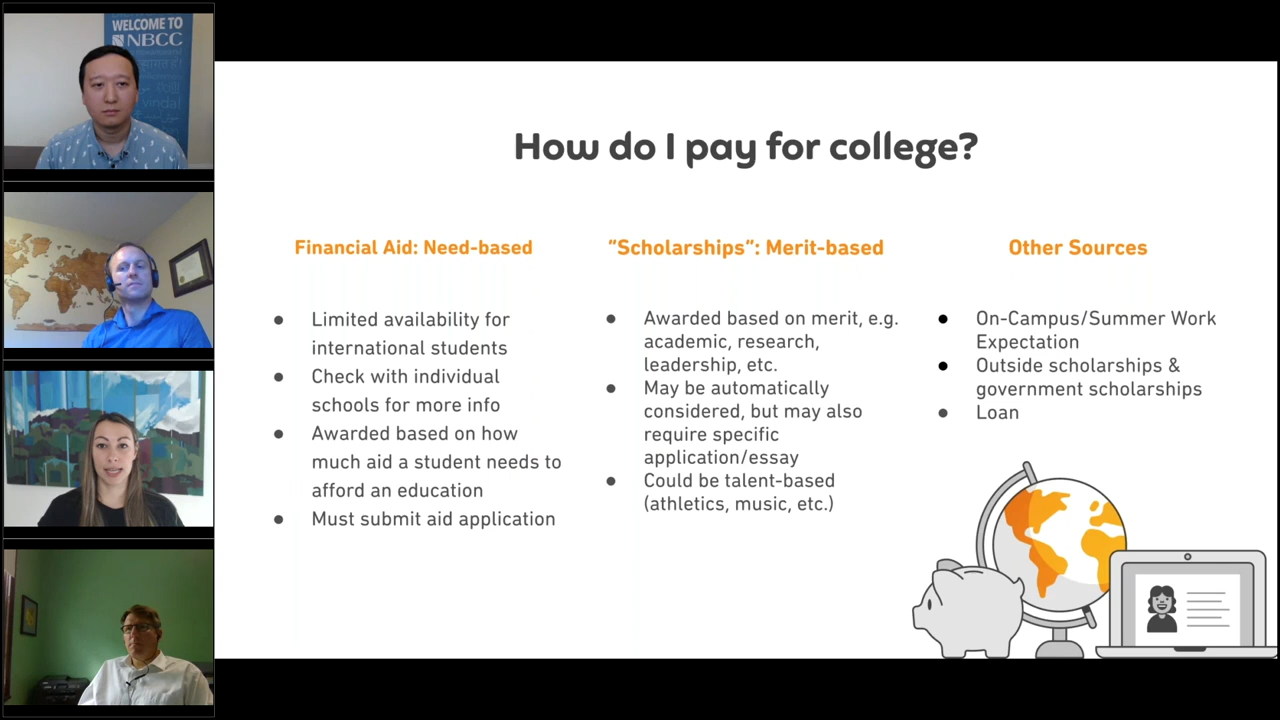 WELCOME TO
NBCC
How do I pay for college?
Financial Aid: Need-based
● Limited availability for
international students
● Check with individual
schools for more info
● Awarded based on how
much aid a student needs to
afford an education
● Must submit aid application
“Scholarships”: Merit-based
● Awarded based on merit, e.g.
academic, research,
leadership, etc.
● May be automatically
considered, but may also
require specific
application/essay
● Could be talent-based
(athletics, music, etc.)
Other Sources
● On-Campus/Summer Work
Expectation
● Outside scholarships &
government scholarships
● Loan